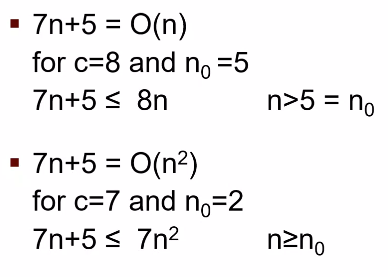 ▪ 7n+5 = O(n)
for c=8 and n₀ =5
7n+5 ≤ 8n n>5 = n₀
▪ 7n+5 = O(n²)
for c=7 and n₀=2
7n+5 ≤ 7n² n≥n₀